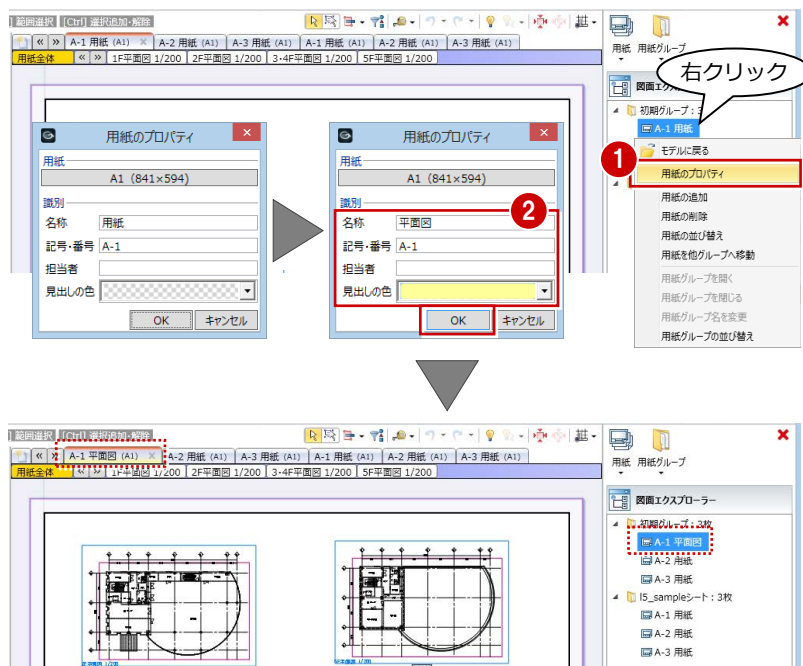 範囲選択 [Ctrl] 選択追加・解除
A-1 用紙 (A1) A-2 用紙 (A1) A-3 用紙 (A1) A-1 用紙 (A1) A-2 用紙 (A1) A-3 用紙 (A1)
用紙全体 1F平面図 1/200 2F平面図 1/200 3・4F平面図 1/200 5F平面図 1/200
用紙 用紙グループ
右クリック
初期グループ：3
A-1 用紙
1
モデルに戻る
用紙のプロパティ
用紙の追加
用紙の削除
用紙の並び替え
用紙を他グループへ移動
用紙グループを開く
用紙グループを閉じる
用紙グループ名を変更
用紙グループの並び替え
用紙のプロパティ
用紙
A1 (841×594)
識別
名称 用紙
記号・番号 A-1
担当者
見出しの色
OK キャンセル
用紙のプロパティ
用紙
A1 (841×594)
識別
2
名称 平面図
記号・番号 A-1
担当者
見出しの色
OK キャンセル
範囲選択 [Ctrl] 選択追加・解除
A-1 平面図 (A1) A-2 用紙 (A1) A-3 用紙 (A1) A-1 用紙 (A1) A-2 用紙 (A1) A-3 用紙 (A1)
用紙全体 1F平面図 1/200 2F平面図 1/200 3・4F平面図 1/200 5F平面図 1/200
用紙 用紙グループ
図面エクスプローラー
初期グループ：3枚
A-1 平面図
A-2 用紙
A-3 用紙
l5_sampleシート：3枚
A-1 用紙
A-2 用紙
A-3 用紙